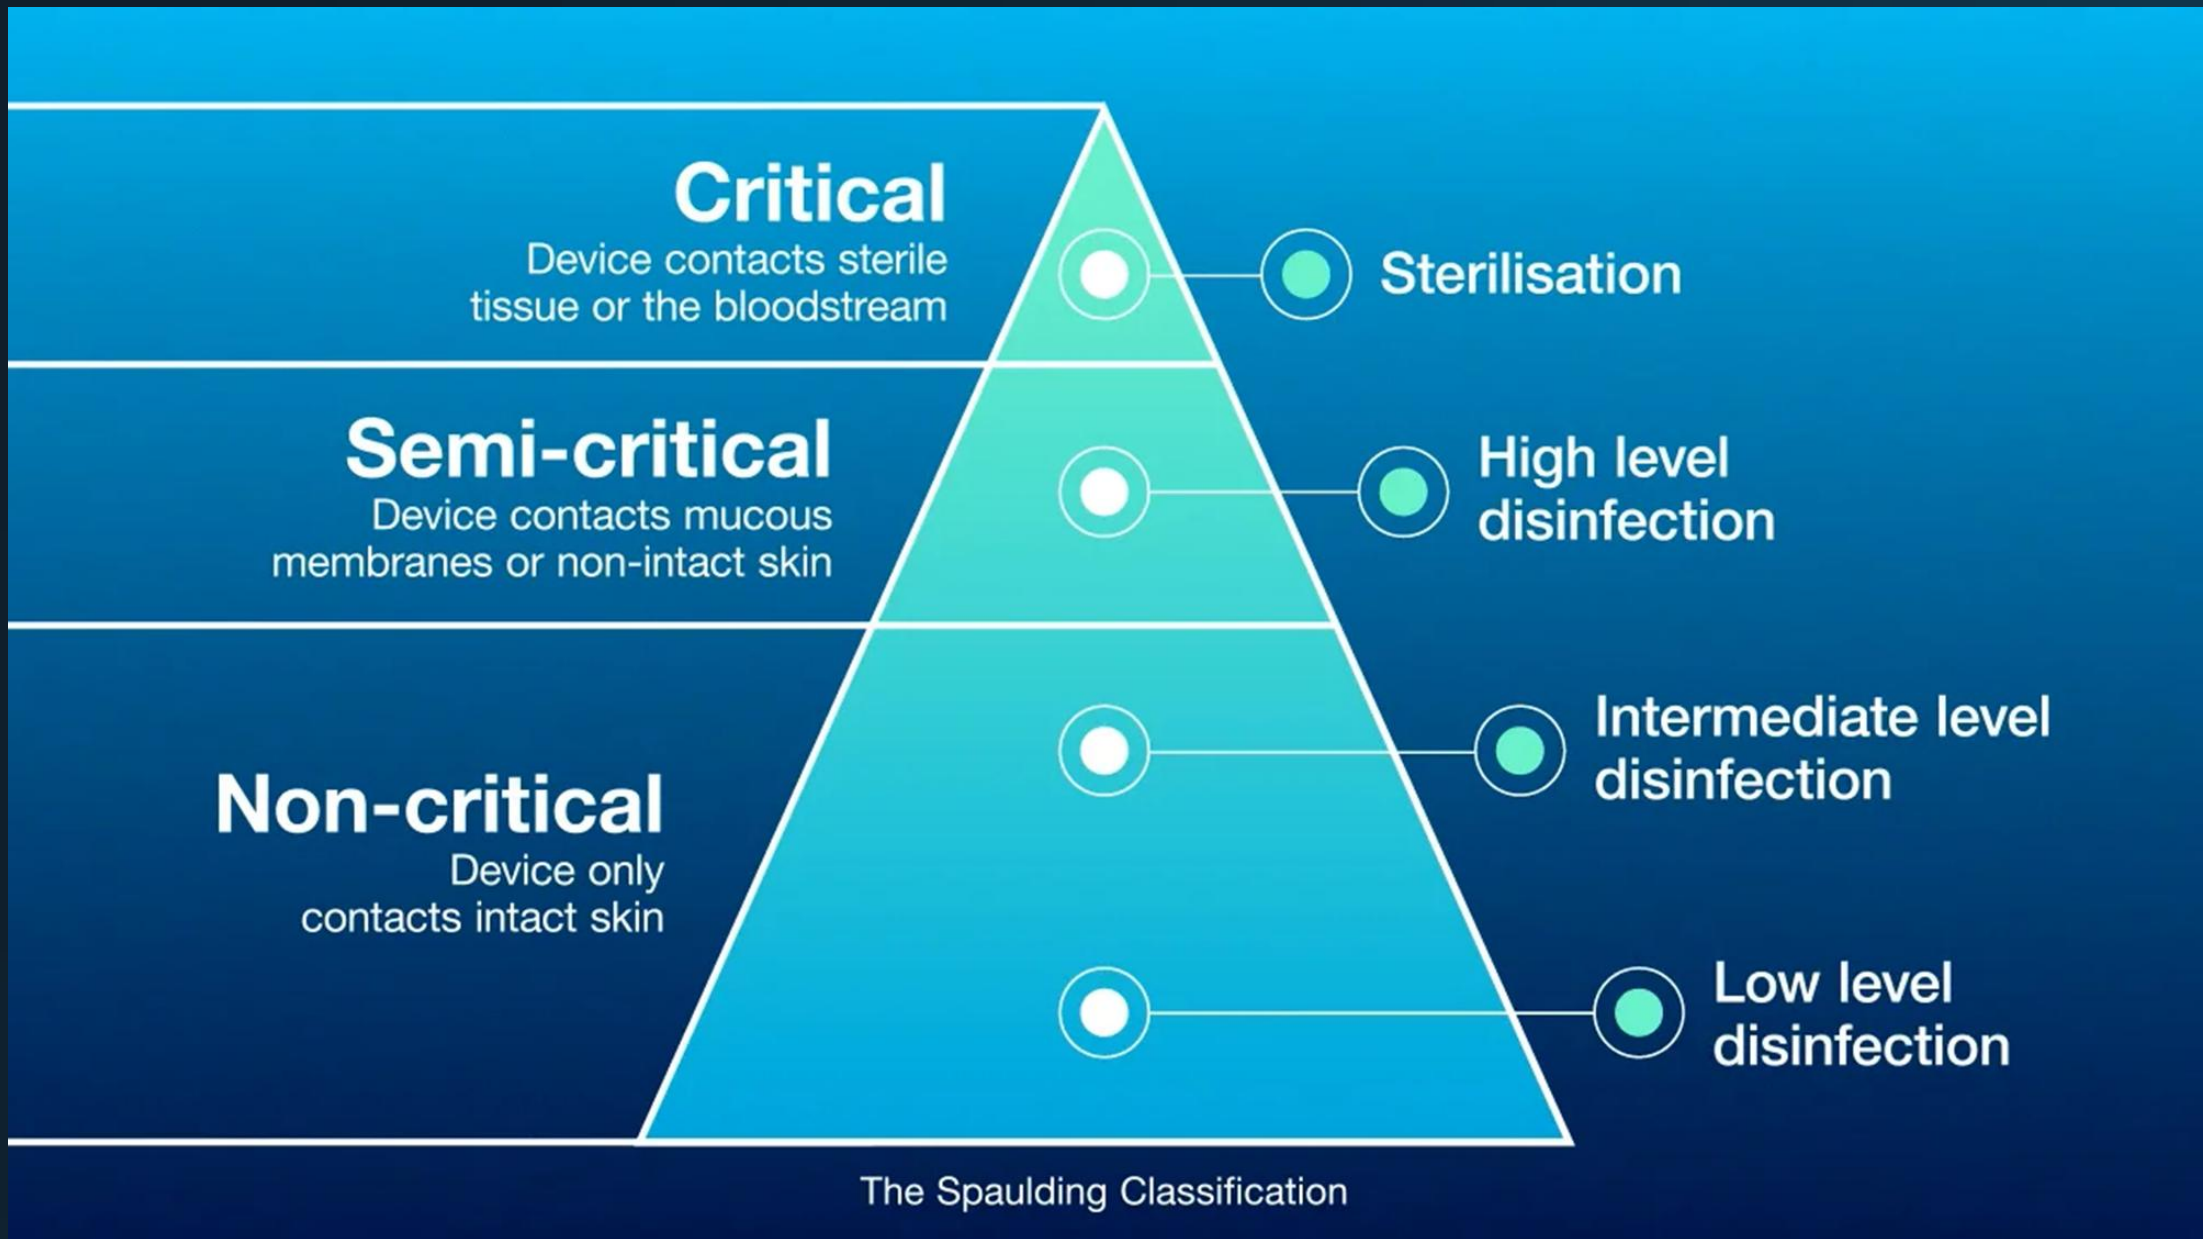 Critical
Device contacts sterile
tissue or the bloodstream
Sterilisation
Semi-critical
Device contacts mucous
membranes or non-intact skin
High level
disinfection
Non-critical
Device only
contacts intact skin
Intermediate level
disinfection
Low level
disinfection
The Spaulding Classification